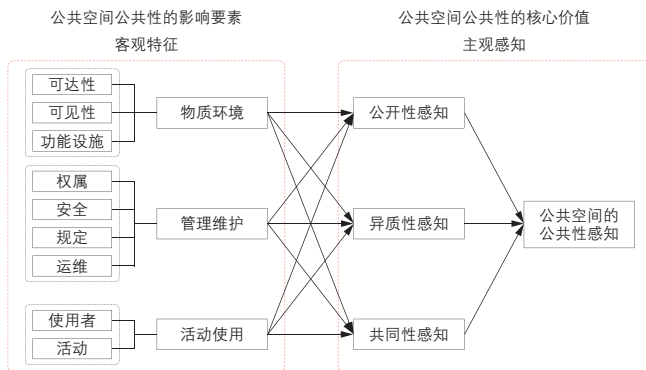 公共空间公共性的影响要素
客观特征
公共空间公共性的核心价值
主观感知
可达性
可见性
功能设施
物质环境
权属
安全
规定
运维
管理维护
使用者
活动
活动使用
公开性感知
异质性感知
共同性感知
公共空间的
公共性感知